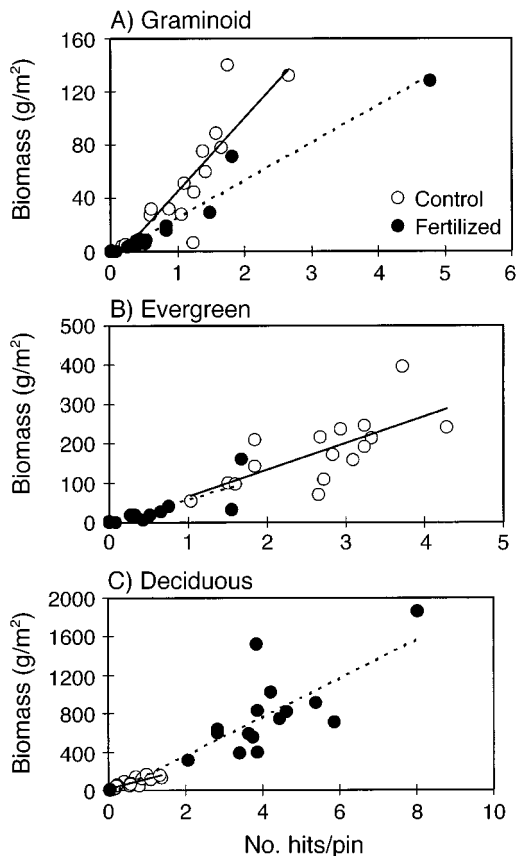 A) Graminoid
Biomass (g/m²)
160
120
80
40
0
0 1 2 3 4 5 6
Control
Fertilized
B) Evergreen
Biomass (g/m²)
500
400
300
200
100
0
0 1 2 3 4 5
C) Deciduous
Biomass (g/m²)
2000
1600
1200
800
400
0
0 2 4 6 8 10
No. hits/pin